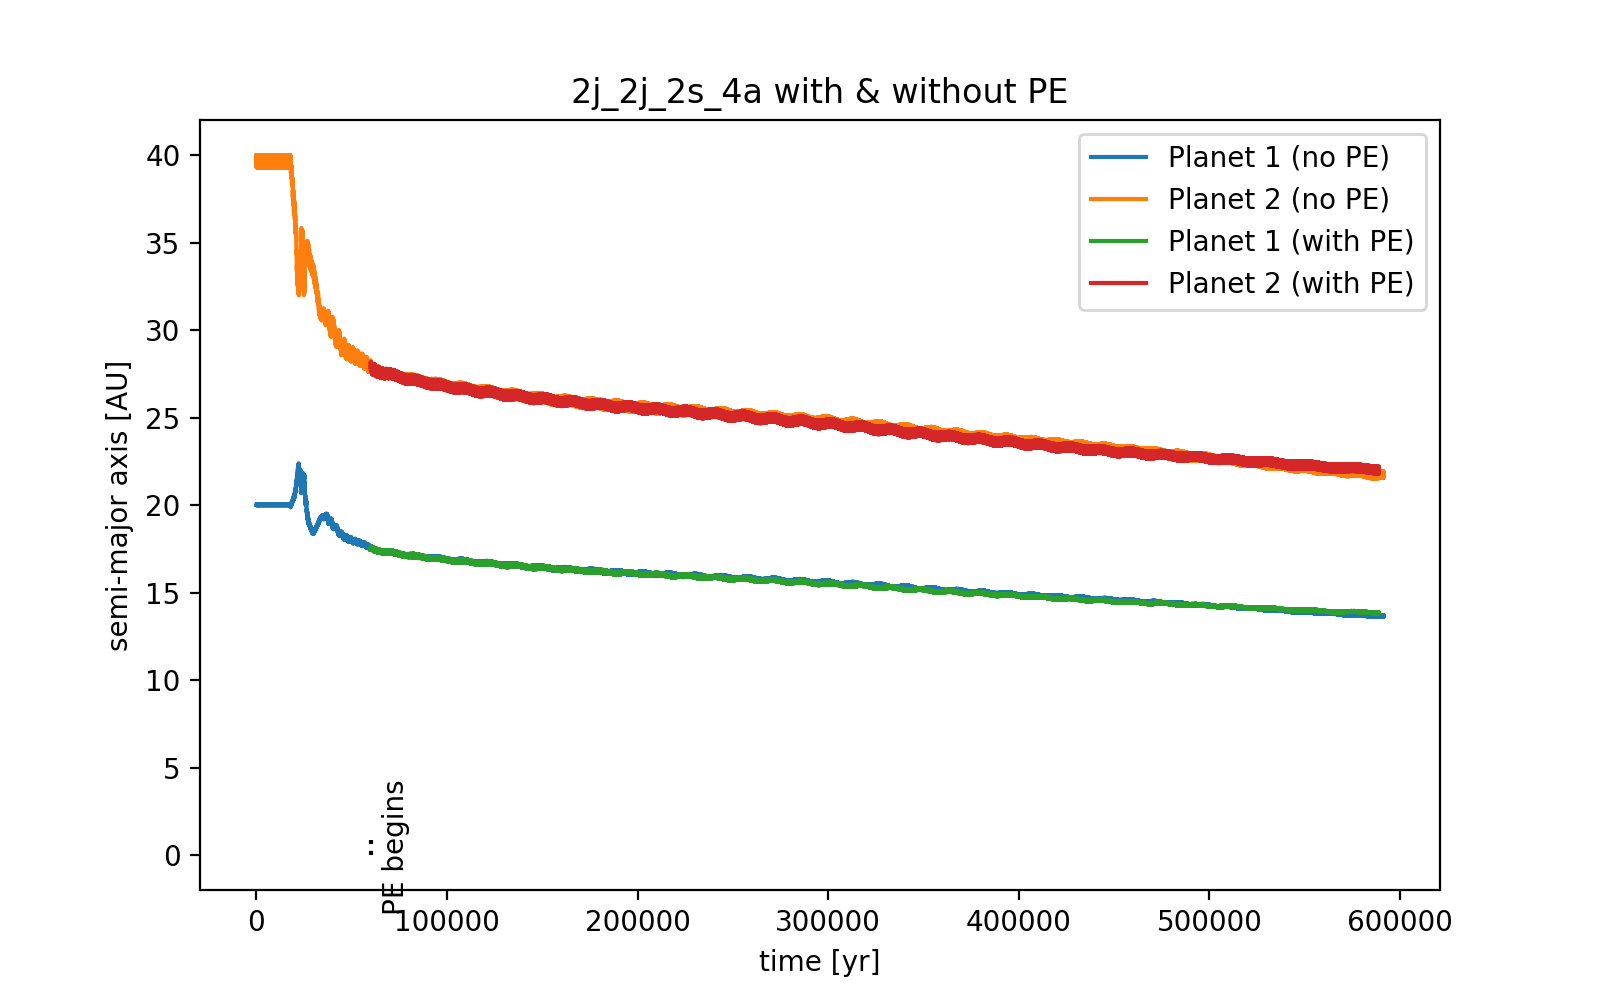 2j_2j_2s_4a with & without PE
Planet 1 (no PE)
Planet 2 (no PE)
Planet 1 (with PE)
Planet 2 (with PE)
semi-major axis [AU]
40
35
30
25
20
15
10
5
0
PE begins
0
100000
200000
300000
400000
500000
600000
time [yr]